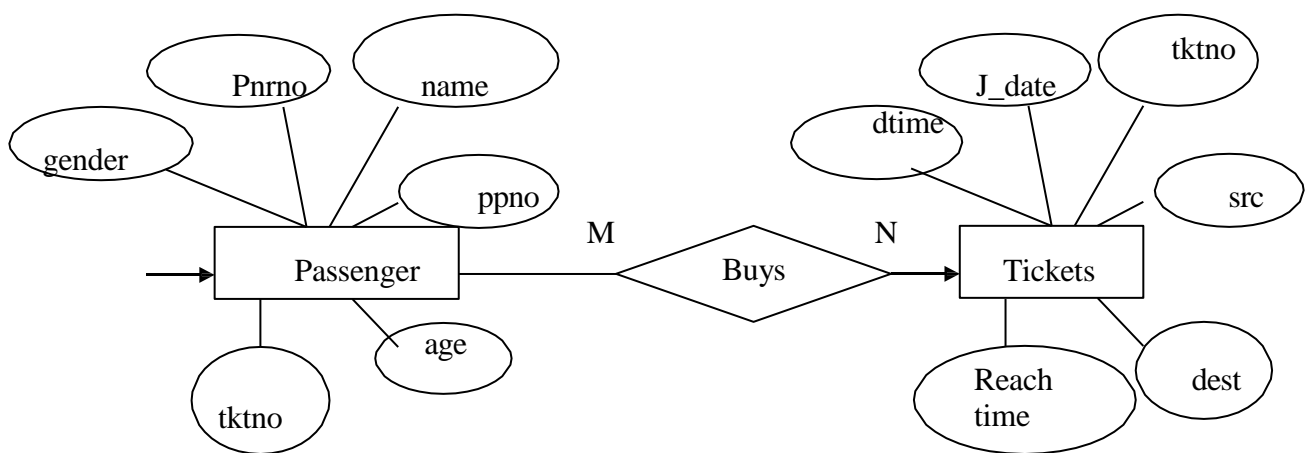 Pnrno
name
gender
ppno
Passenger
age
tktno
M
Buys
N
J_date
tktno
dtime
src
Tickets
Reach
time
dest